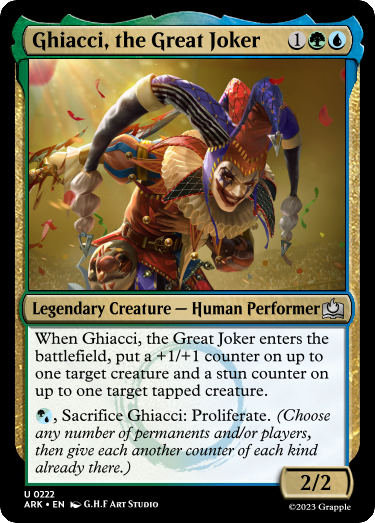 Ghiacci, the Great Joker 1
Legendary Creature — Human Performer
When Ghiacci, the Great Joker enters the
battlefield, put a +1/+1 counter on up to
one target creature and a stun counter on
up to one target tapped creature.
, Sacrifice Ghiacci: Proliferate. (Choose
any number of permanents and/or players,
then give each another counter of each kind
already there.)
2/2
U 0222
ARK • EN G.H.F Art Studio
©2023 Grapple